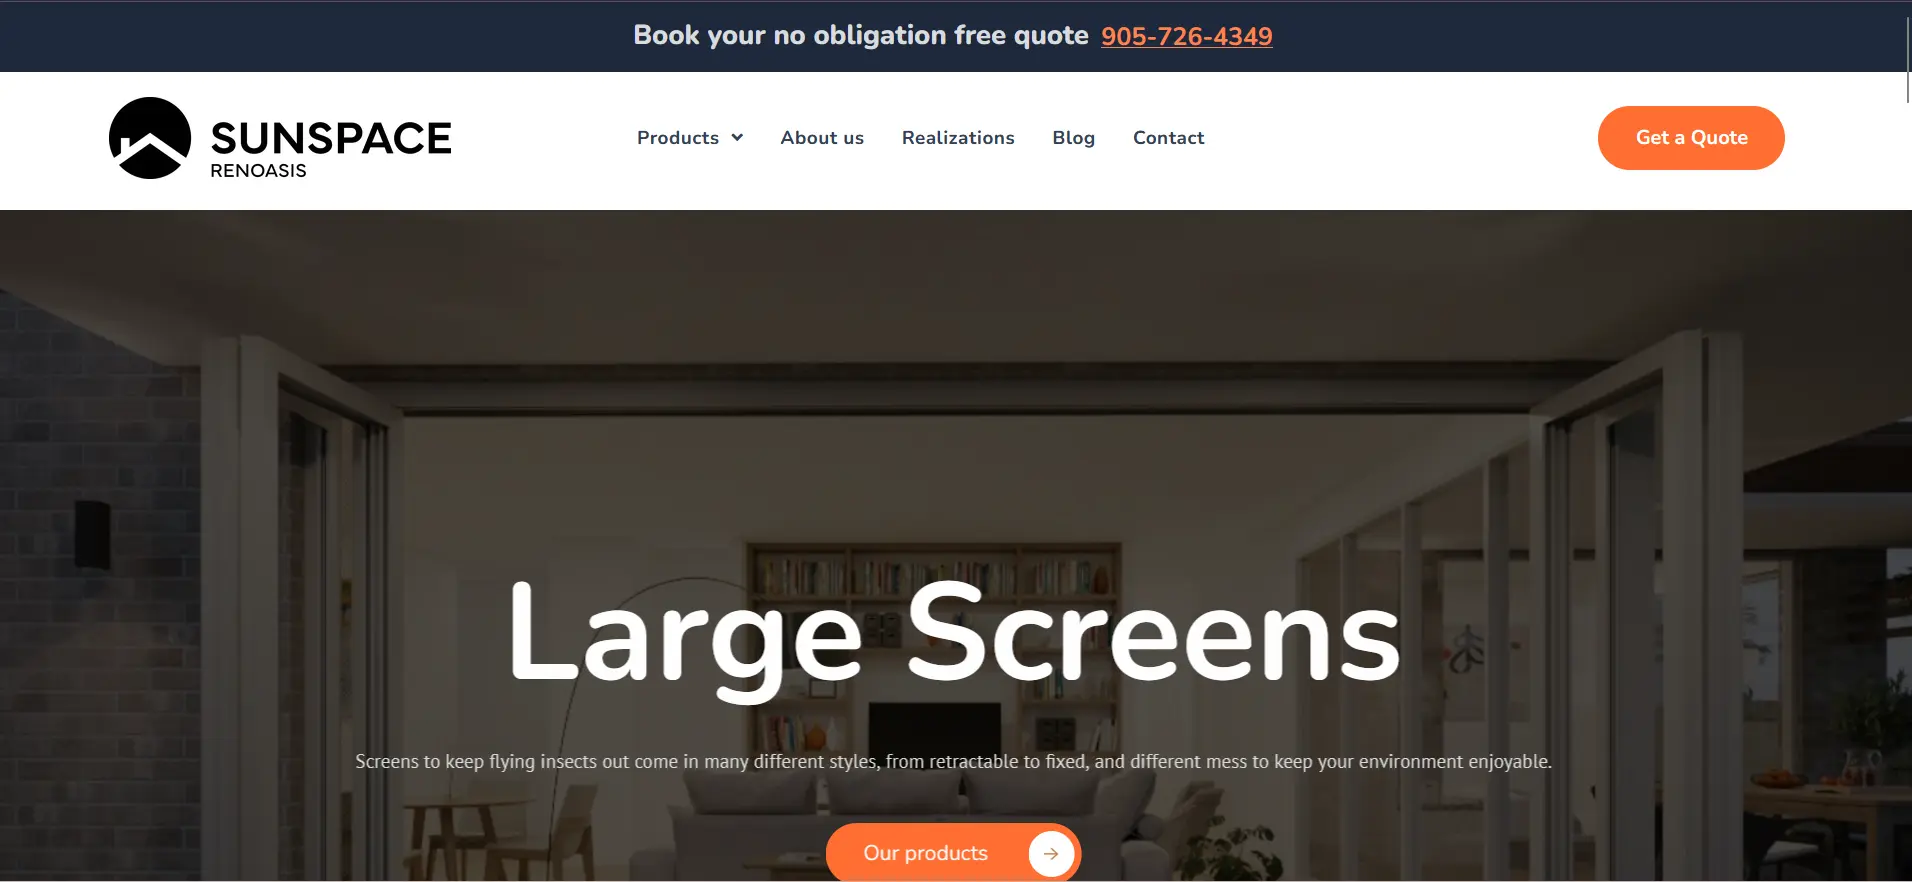 Book your no obligation free quote 905-726-4349
SUNSPACE
RENOASIS
Products About us Realizations Blog Contact
Get a Quote
Large Screens
Screens to keep flying insects out come in many different styles, from retractable to fixed, and different mess to keep your environment enjoyable.
Our products